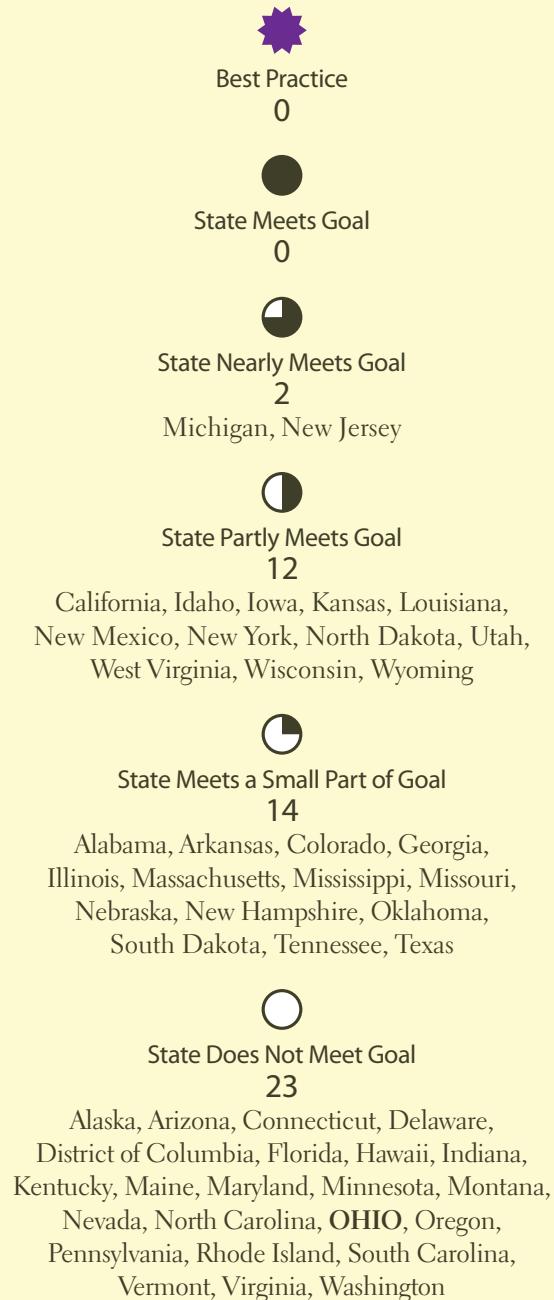 Best Practice
0
State Meets Goal
0
State Nearly Meets Goal
2
Michigan, New Jersey
State Partly Meets Goal
12
California, Idaho, Iowa, Kansas, Louisiana,
New Mexico, New York, North Dakota, Utah,
West Virginia, Wisconsin, Wyoming
State Meets a Small Part of Goal
14
Alabama, Arkansas, Colorado, Georgia,
Illinois, Massachusetts, Mississippi, Missouri,
Nebraska, New Hampshire, Oklahoma,
South Dakota, Tennessee, Texas
State Does Not Meet Goal
23
Alaska, Arizona, Connecticut, Delaware,
District of Columbia, Florida, Hawaii, Indiana,
Kentucky, Maine, Maryland, Minnesota, Montana,
Nevada, North Carolina, OHIO, Oregon,
Pennsylvania, Rhode Island, South Carolina,
Vermont, Virginia, Washington